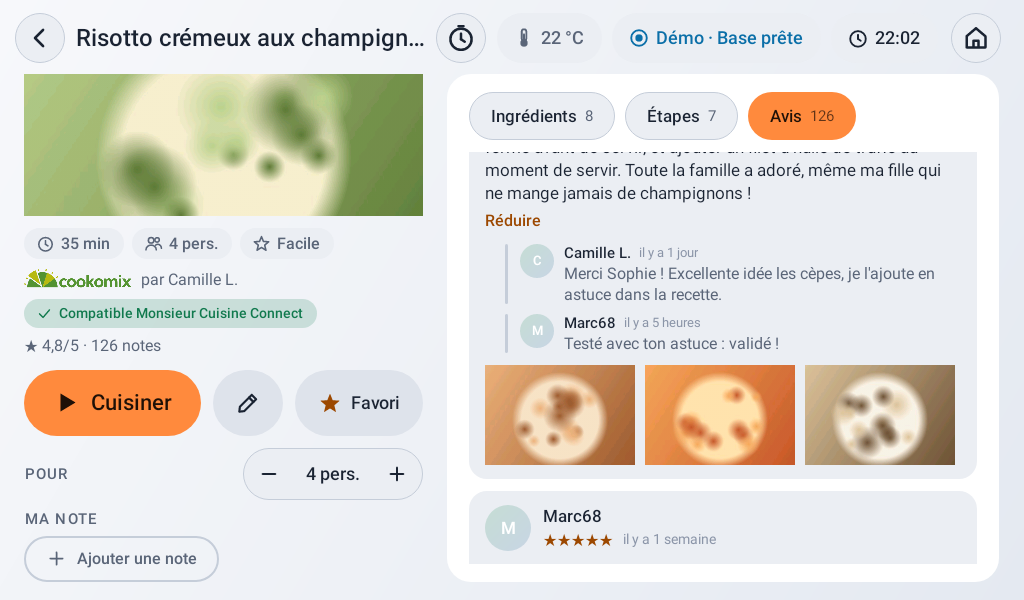 Risotto crémeux aux champign...
22 °C
Démo · Base prête
22:02
35 min
4 pers.
Facile
cookomix par Camille L.
Compatible Monsieur Cuisine Connect
★ 4,8/5 · 126 notes
Cuisiner
Favori
POUR
4 pers.
MA NOTE
Ajouter une note
Ingrédients 8
Étapes 7
Avis 126
moment de servir. Toute la famille a adoré, même ma fille qui
ne mange jamais de champignons !
Réduire
C
Camille L. il y a 1 jour
Merci Sophie ! Excellente idée les cèpes, je l'ajoute en
astuce dans la recette.
M
Marc68 il y a 5 heures
Testé avec ton astuce : validé !
M
Marc68
★★★★★ il y a 1 semaine